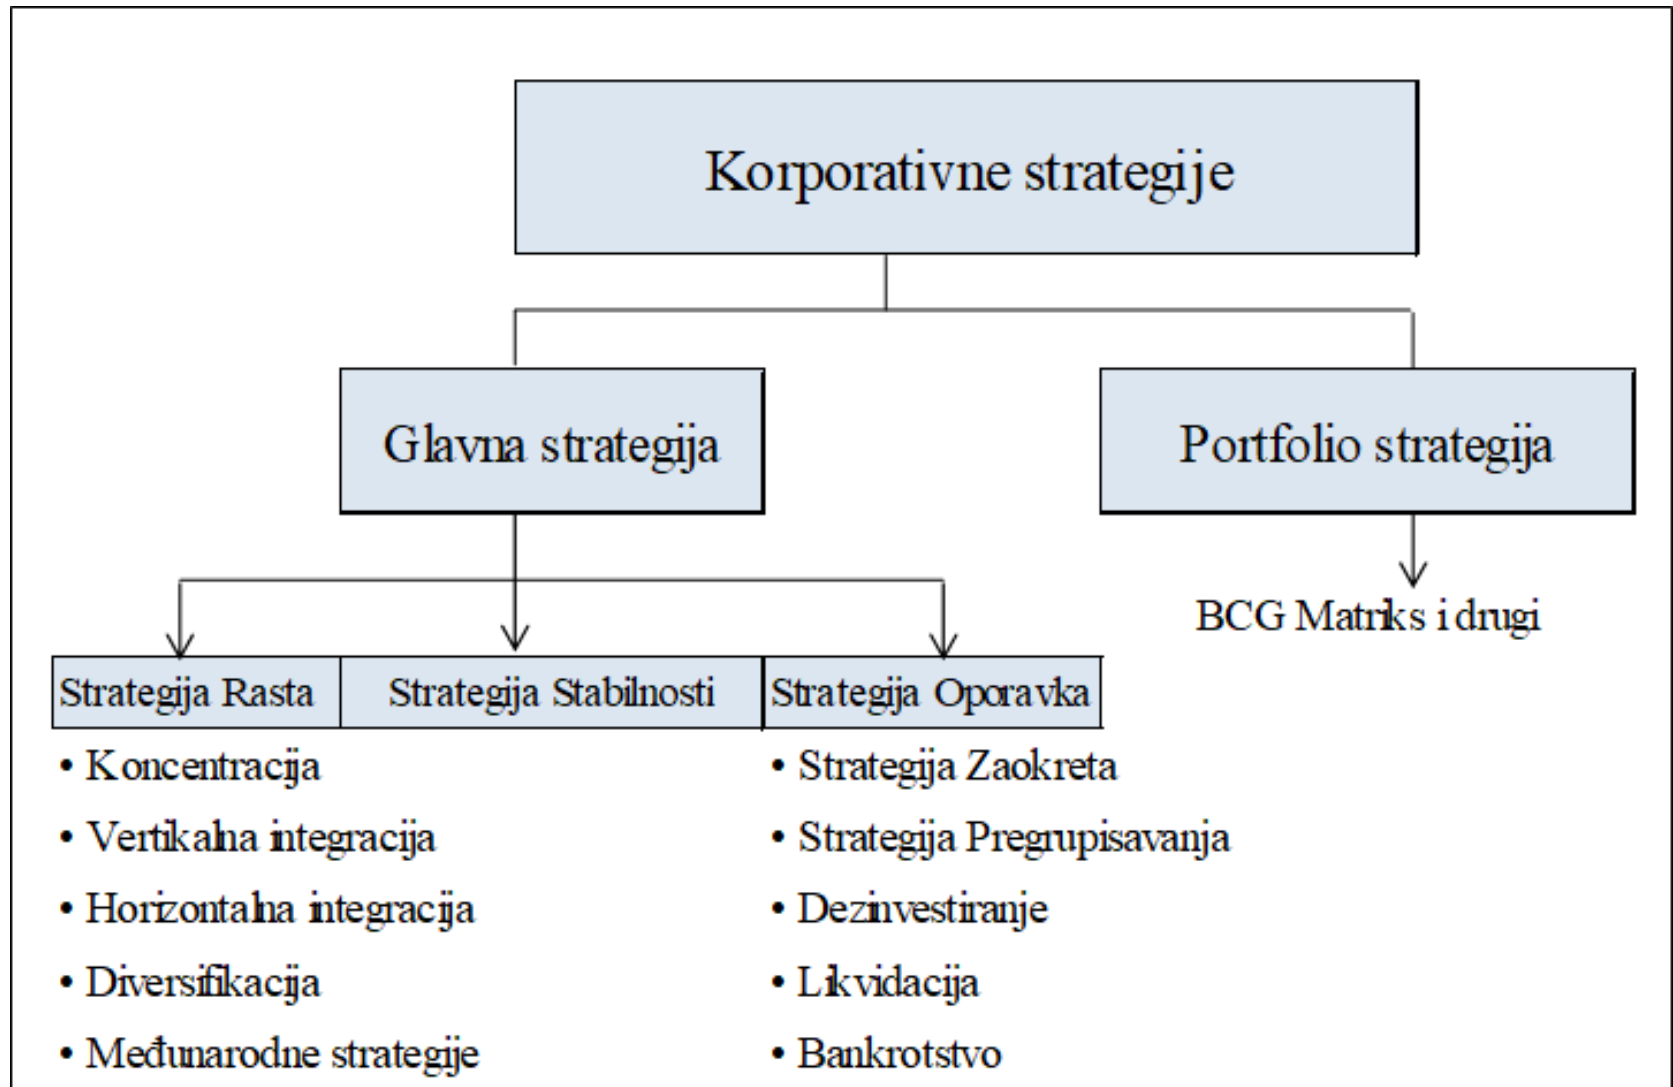 Korporativne strategije
Glavna strategija
Portfolio strategija
BCG Matriks i drugi
Strategija Rasta
Strategija Stabilnosti
Strategija Oporavka
• Koncentracija
• Vertikalna integracija
• Horizontalna integracija
• Diversifikacija
• Međunarodne strategije
• Strategija Zaokreta
• Strategija Pregrupisavanja
• Dezinvestiranje
• Likvidacija
• Bankrotstvo